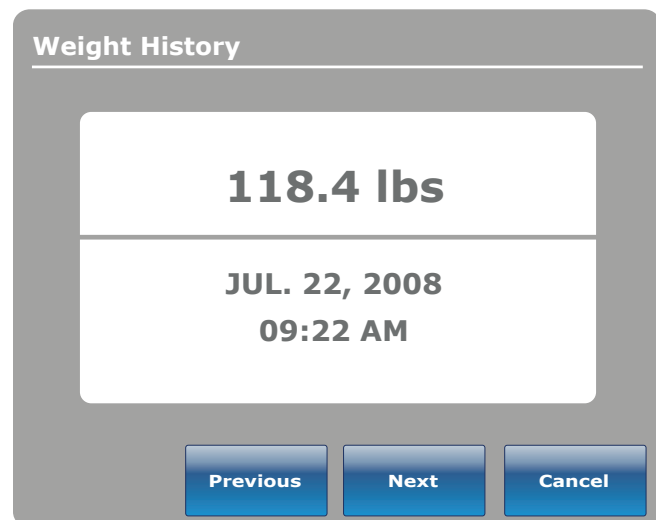 Weight History
118.4 lbs
JUL. 22, 2008
09:22 AM
Previous Next Cancel